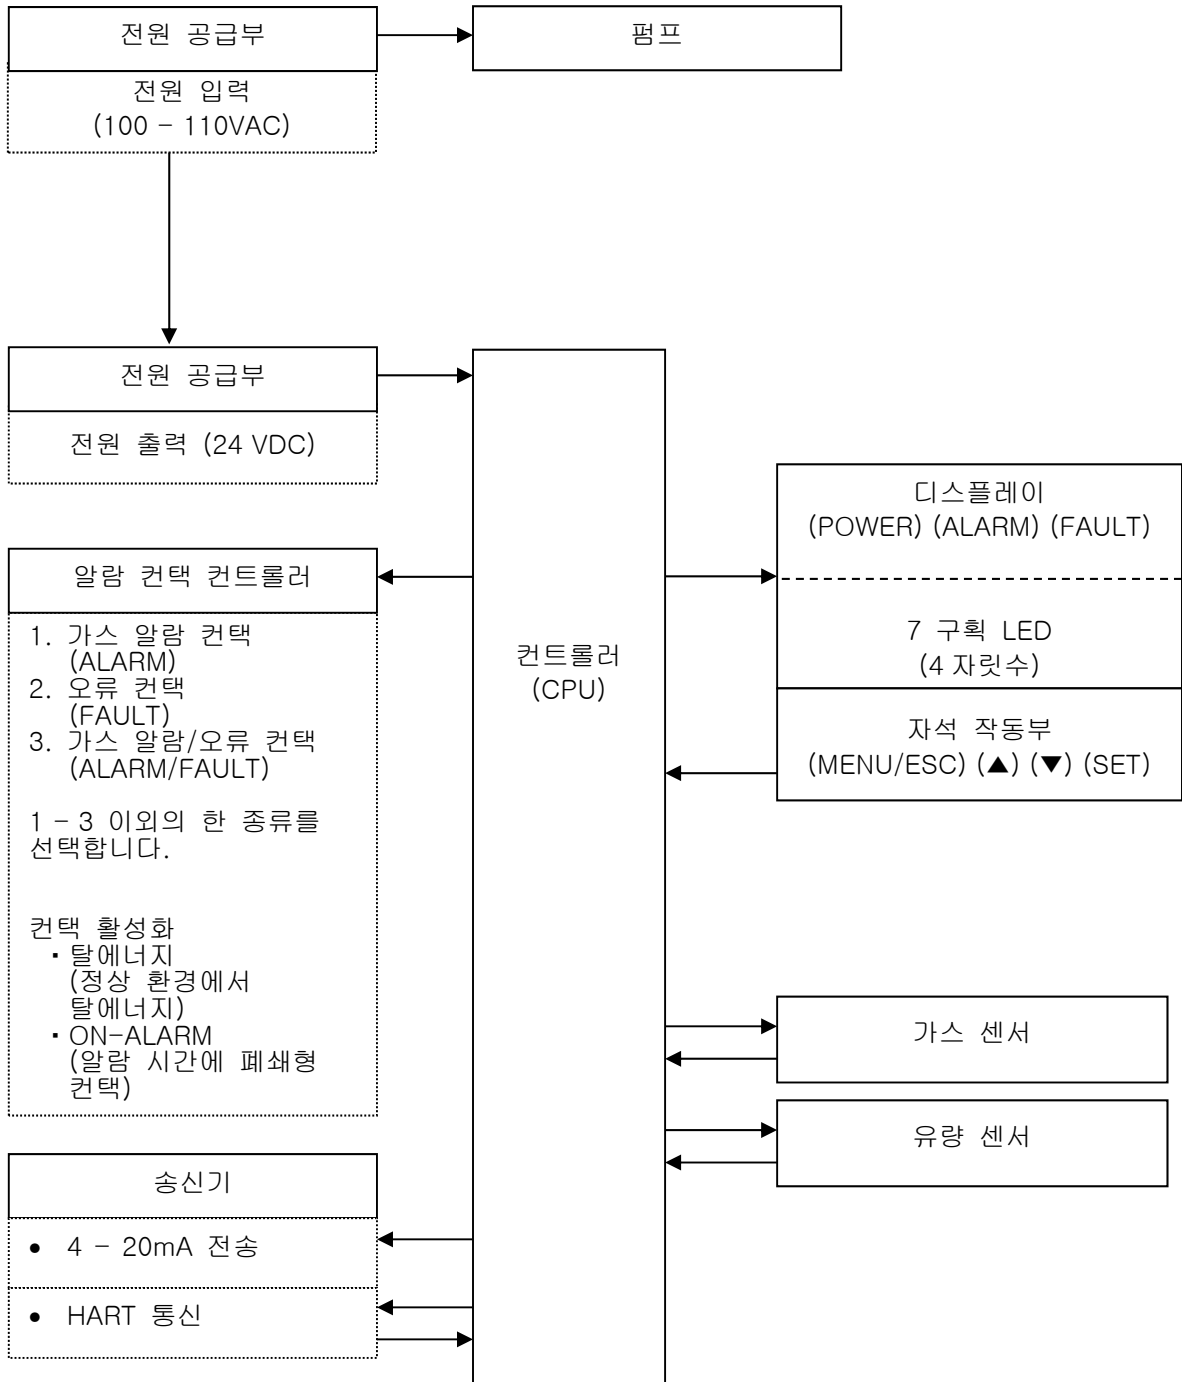 전원 공급부
펌프
전원 입력
(100 - 110VAC)
전원 공급부
전원 출력 (24 VDC)
디스플레이
(POWER) (ALARM) (FAULT)
7 구획 LED
(4 자릿수)
자석 작동부
(MENU/ESC) (▲) (▼) (SET)
알람 컨택 컨트롤러
1. 가스 알람 컨택
(ALARM)
2. 오류 컨택
(FAULT)
3. 가스 알람/오류 컨택
(ALARM/FAULT)
1 - 3 이외의 한 종류를
선택합니다.
컨택 활성화
・탈에너지
(정상 환경에서
탈에너지)
・ON-ALARM
(알람 시간에 폐쇄형
컨택)
컨트롤러
(CPU)
가스 센서
유량 센서
송신기
• 4 - 20mA 전송
• HART 통신